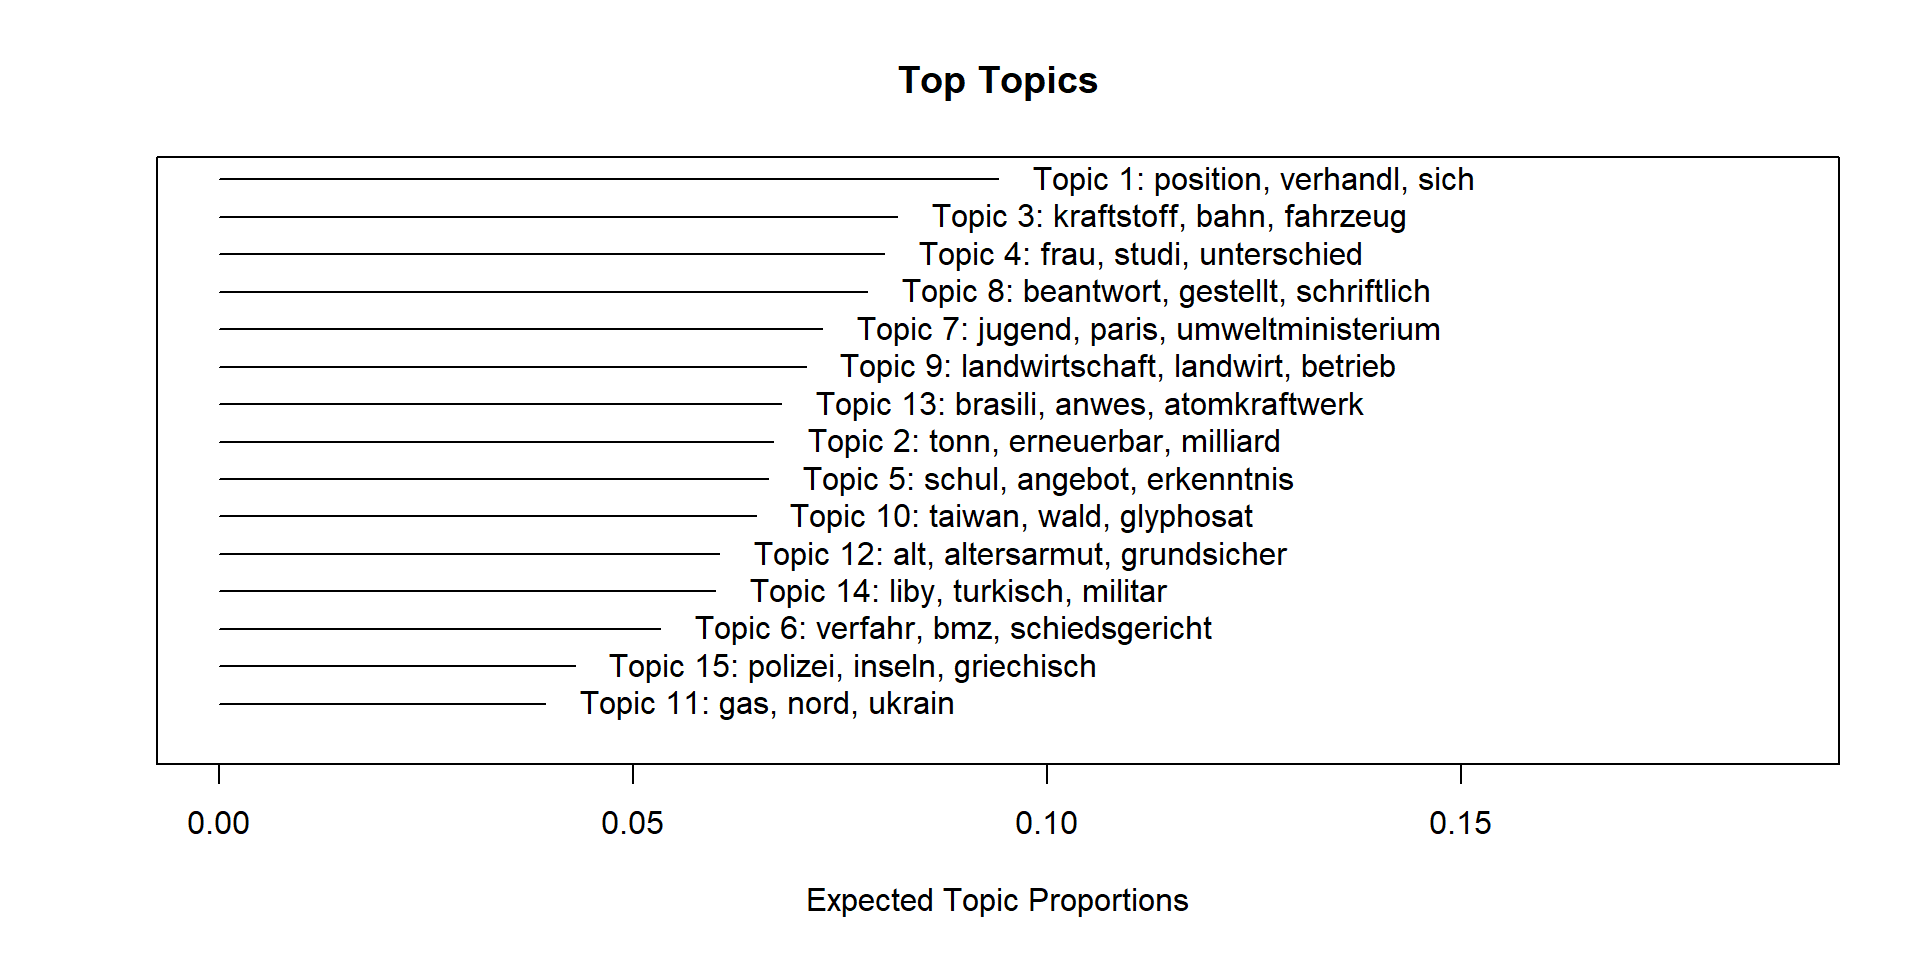 Top Topics
Topic 1: position, verhandl, sich
Topic 3: kraftstoff, bahn, fahrzeug
Topic 4: frau, studi, unterschied
Topic 8: beantwort, gestellt, schriftlich
Topic 7: jugend, paris, umweltministerium
Topic 9: landwirtschaft, landwirt, betrieb
Topic 13: brasili, anwes, atomkraftwerk
Topic 2: tonn, erneuerbar, milliard
Topic 5: schul, angebot, erkenntnis
Topic 10: taiwan, wald, glyphosat
Topic 12: alt, altersarmut, grundsicher
Topic 14: liby, turkisch, militar
Topic 6: verfahr, bmz, schiedsgericht
Topic 15: polizei, inseln, griechisch
Topic 11: gas, nord, ukrain
0.00 0.05 0.10 0.15
Expected Topic Proportions